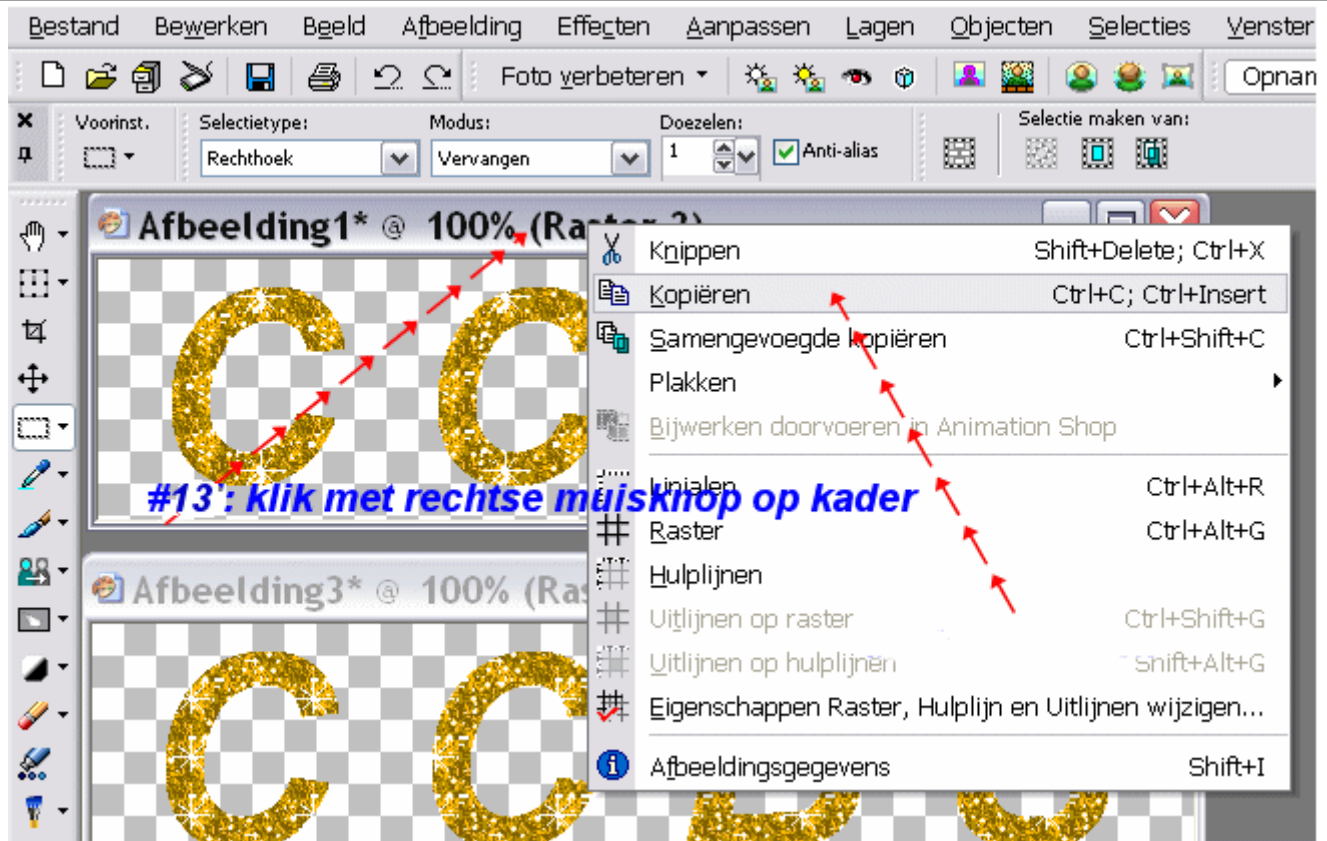 Bestand Bewerken Beeld Afbeelding Effecten Aanpassen Lagen Objecten Selecties Venster
Foto verbeteren Opnam
Voorinst. Selectietype: Modus: Doezelen: Selectie maken van:
Rechthoek Vervangen 1 Anti-alias
Afbeelding1* @ 100% (Raster 2)
C C
Knippen Shift+Delete; Ctrl+X
Kopiëren Ctrl+C; Ctrl+Insert
Samengevoegde kopiëren Ctrl+Shift+C
Plakken
Bijwerken doorvoeren in Animation Shop
#13 : klik met rechtse muisknop op kader
Linialen Ctrl+Alt+R
Raster Ctrl+Alt+G
Hulplijnen
Uitlijnen op raster Ctrl+Shift+G
Uitlijnen op hulplijnen Shift+Alt+G
Eigenschappen Raster, Hulplijn en Uitlijnen wijzigen...
Afbeeldingsgegevens Shift+I
Afbeelding3* @ 100% (Ras
C C